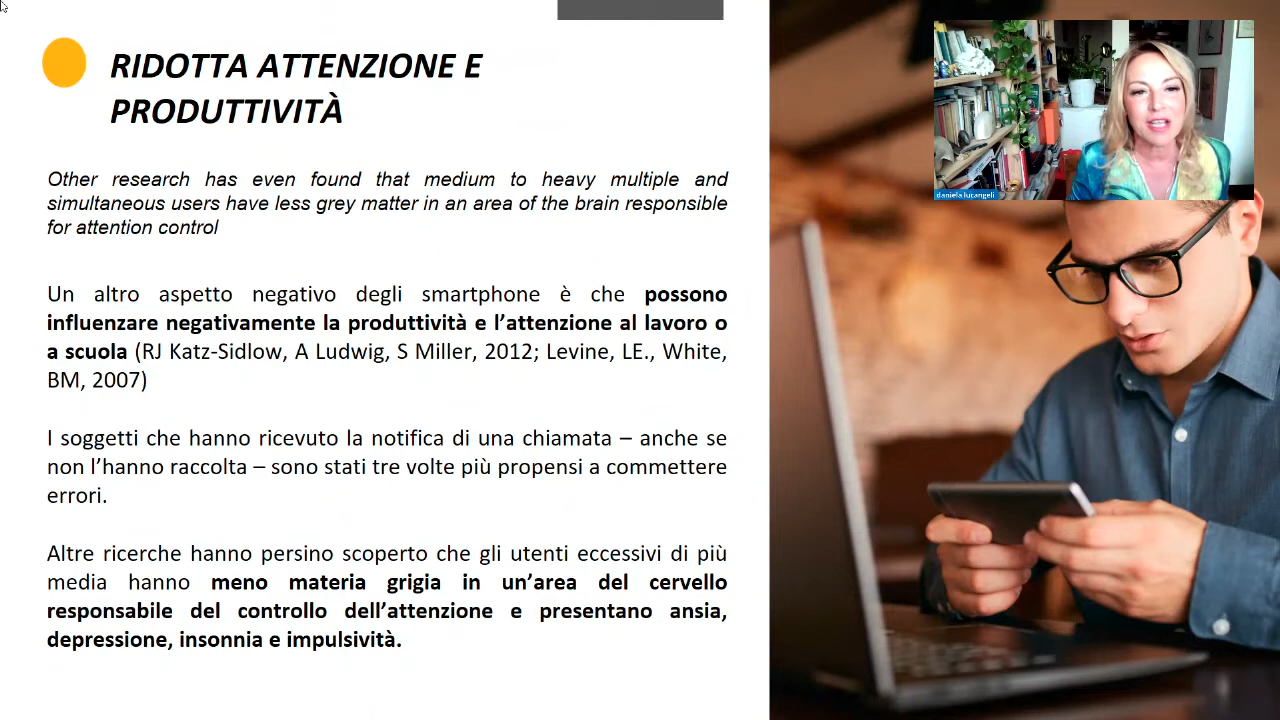 RIDOTTA ATTENZIONE E
PRODUTTIVITÀ
Other research has even found that medium to heavy multiple and
simultaneous users have less grey matter in an area of the brain responsible
for attention control
Un altro aspetto negativo degli smartphone è che possono
influenzare negativamente la produttività e l’attenzione al lavoro o
a scuola (RJ Katz-Sidlow, A Ludwig, S Miller, 2012; Levine, LE., White,
BM, 2007)
I soggetti che hanno ricevuto la notifica di una chiamata – anche se
non l’hanno raccolta – sono stati tre volte più propensi a commettere
errori.
Altre ricerche hanno persino scoperto che gli utenti eccessivi di più
media hanno meno materia grigia in un’area del cervello
responsabile del controllo dell’attenzione e presentano ansia,
depressione, insonnia e impulsività.
daniela lucangeli